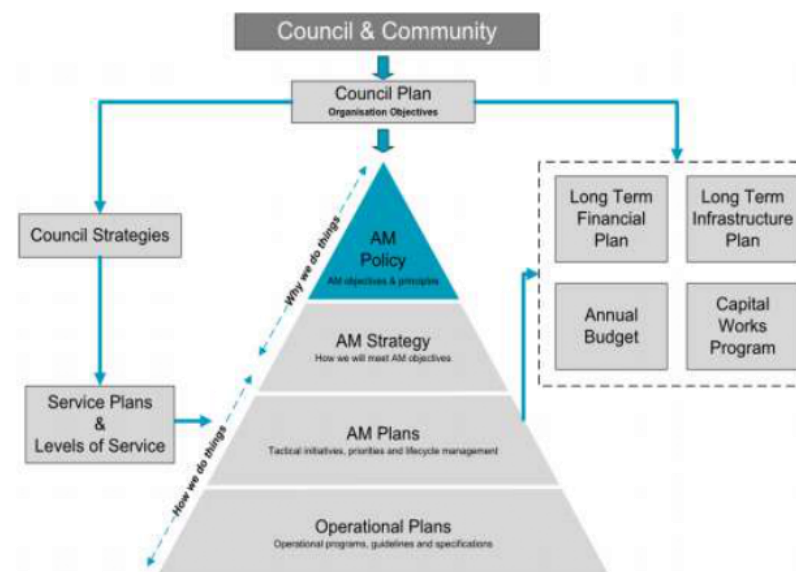 Council & Community
Council Plan
Organisation Objectives
Council Strategies
Service Plans
&
Levels of Service
Why we do things
How we do things
AM
Policy
AM objectives & principles
AM Strategy
How we will meet AM objectives
AM Plans
Tactical initiatives, priorities and lifecycle management
Operational Plans
Operational programs, guidelines and specifications
Long Term
Financial
Plan
Long Term
Infrastructure
Plan
Annual
Budget
Capital
Works
Program